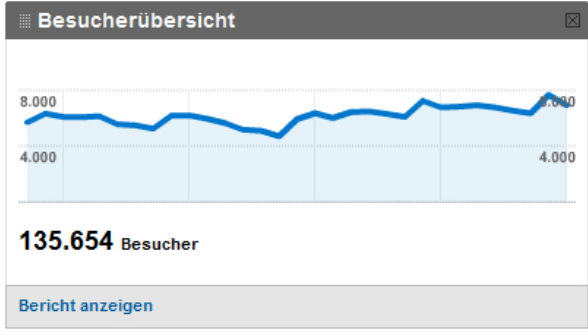 Besucherübersicht
8.000 8.000
4.000 4.000
135.654 Besucher
Bericht anzeigen